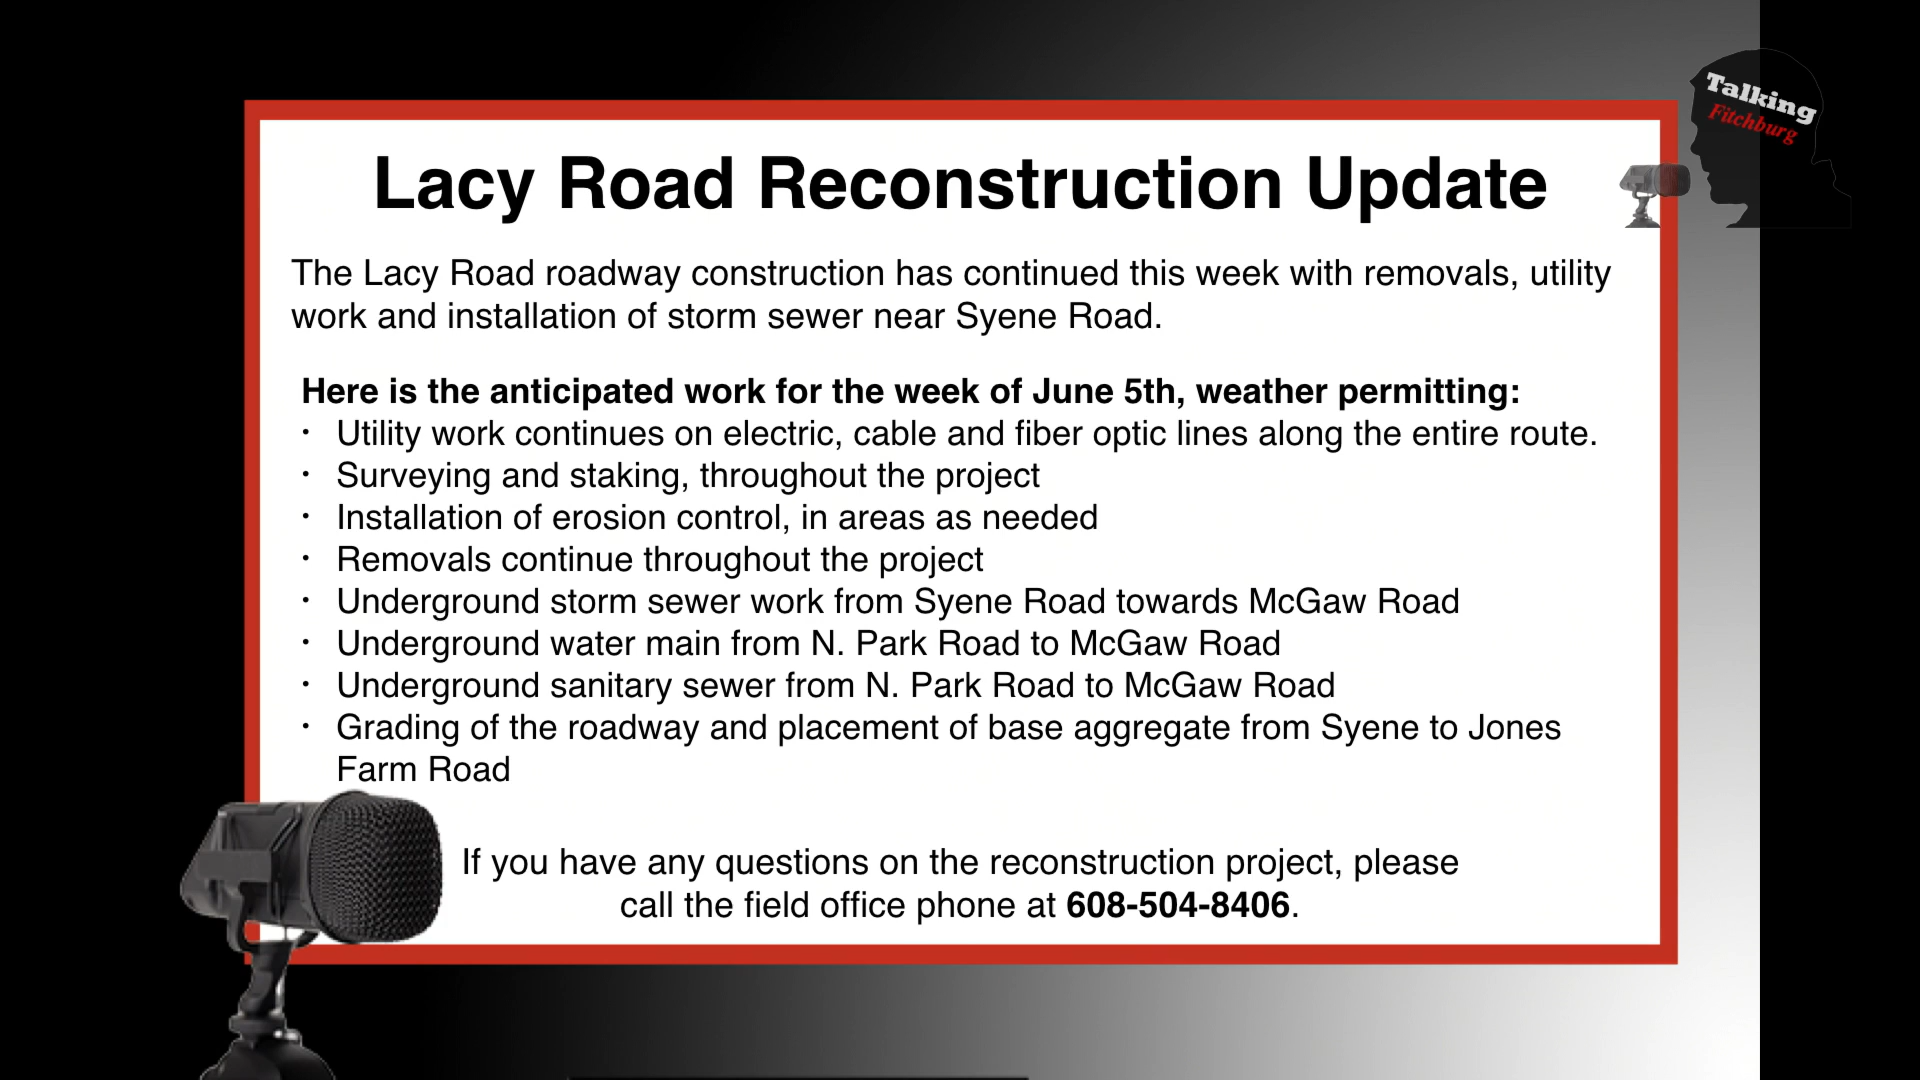 Talking
Fitchburg
Lacy Road Reconstruction Update
The Lacy Road roadway construction has continued this week with removals, utility
work and installation of storm sewer near Syene Road.
Here is the anticipated work for the week of June 5th, weather permitting:
· Utility work continues on electric, cable and fiber optic lines along the entire route.
· Surveying and staking, throughout the project
· Installation of erosion control, in areas as needed
· Removals continue throughout the project
· Underground storm sewer work from Syene Road towards McGaw Road
· Underground water main from N. Park Road to McGaw Road
· Underground sanitary sewer from N. Park Road to McGaw Road
· Grading of the roadway and placement of base aggregate from Syene to Jones
Farm Road
If you have any questions on the reconstruction project, please
call the field office phone at 608-504-8406.